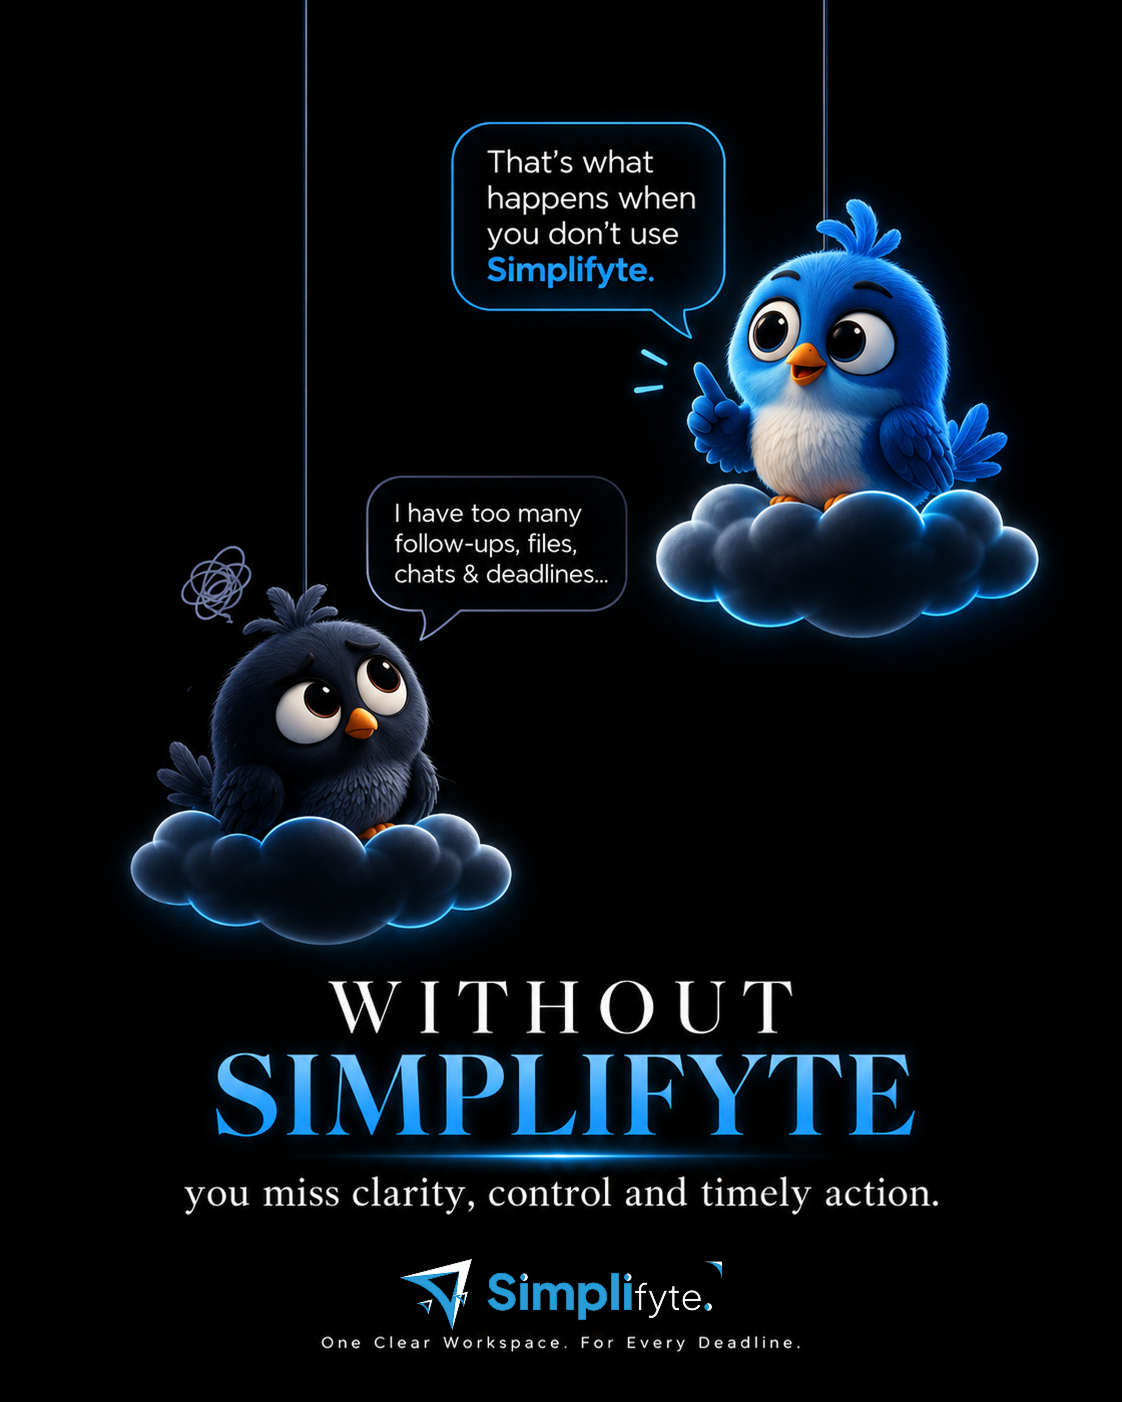 That's what
happens when
you don't use
Simplifyte.
I have too many
follow-ups, files,
chats & deadlines...
WITHOUT
SIMPLIFYTE
you miss clarity, control and timely action.
Simplifyte.
One Clear Workspace. For Every Deadline.